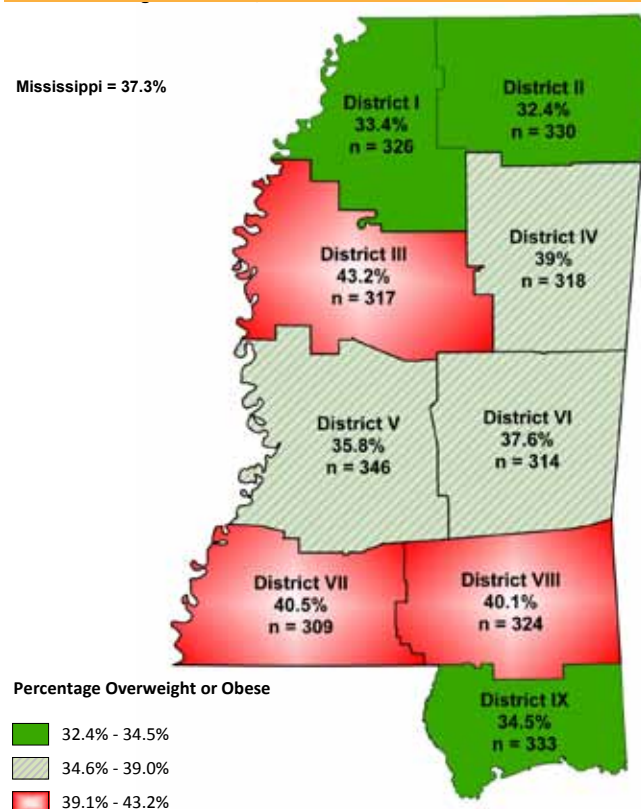 Mississippi = 37.3%
District I
33.4%
n = 326
District II
32.4%
n = 330
District III
43.2%
n = 317
District IV
39%
n = 318
District V
35.8%
n = 346
District VI
37.6%
n = 314
District VII
40.5%
n = 309
District VIII
40.1%
n = 324
District IX
34.5%
n = 333
Percentage Overweight or Obese
32.4% - 34.5%
34.6% - 39.0%
39.1% - 43.2%